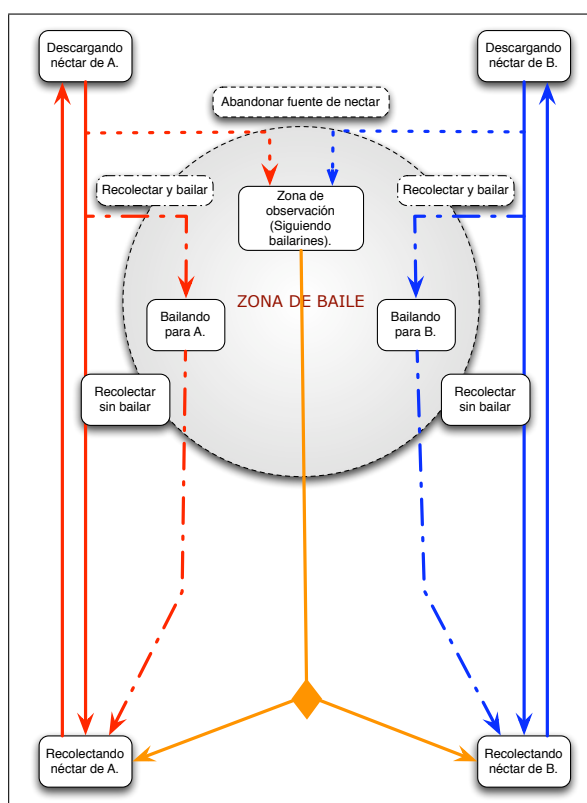 Descargando
néctar de A.
Descargando
néctar de B.
Abandonar fuente de nectar
Recolectar y bailar
Zona de
observación
(Siguiendo
bailarines).
Recolectar y bailar
ZONA DE BAILE
Bailando
para A.
Bailando
para B.
Recolectar
sin bailar
Recolectar
sin bailar
Recolectando
néctar de A.
Recolectando
néctar de B.